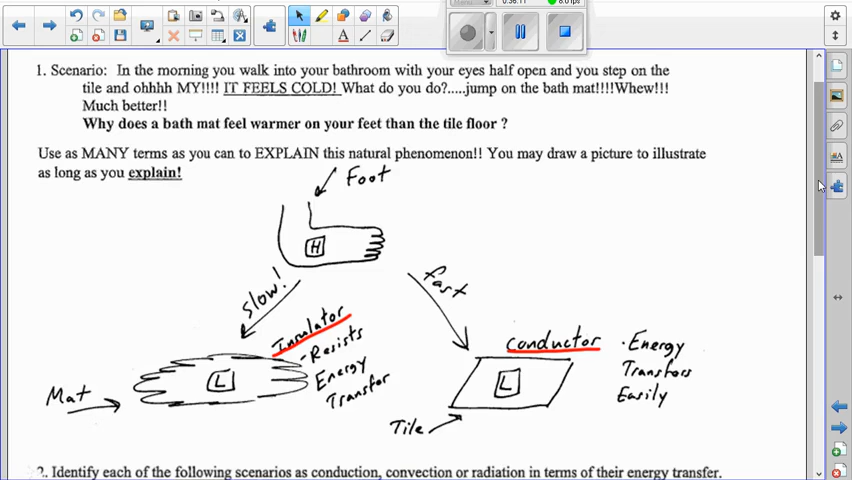 1. Scenario: In the morning you walk into your bathroom with your eyes half open and you step on the
tile and ohhhh MY!!!! IT FEELS COLD! What do you do?.....jump on the bath mat!!!!Whew!!!
Much better!!
Why does a bath mat feel warmer on your feet than the tile floor ?
Use as MANY terms as you can to EXPLAIN this natural phenomenon!! You may draw a picture to illustrate
as long as you explain!
Foot
H
slow!
fast
Insulator
-Resists
Energy
Transfer
conductor
·Energy
Transfers
Easily
Mat
L
L
Tile
2. Identify each of the following scenarios as conduction, convection or radiation in terms of their energy transfer.